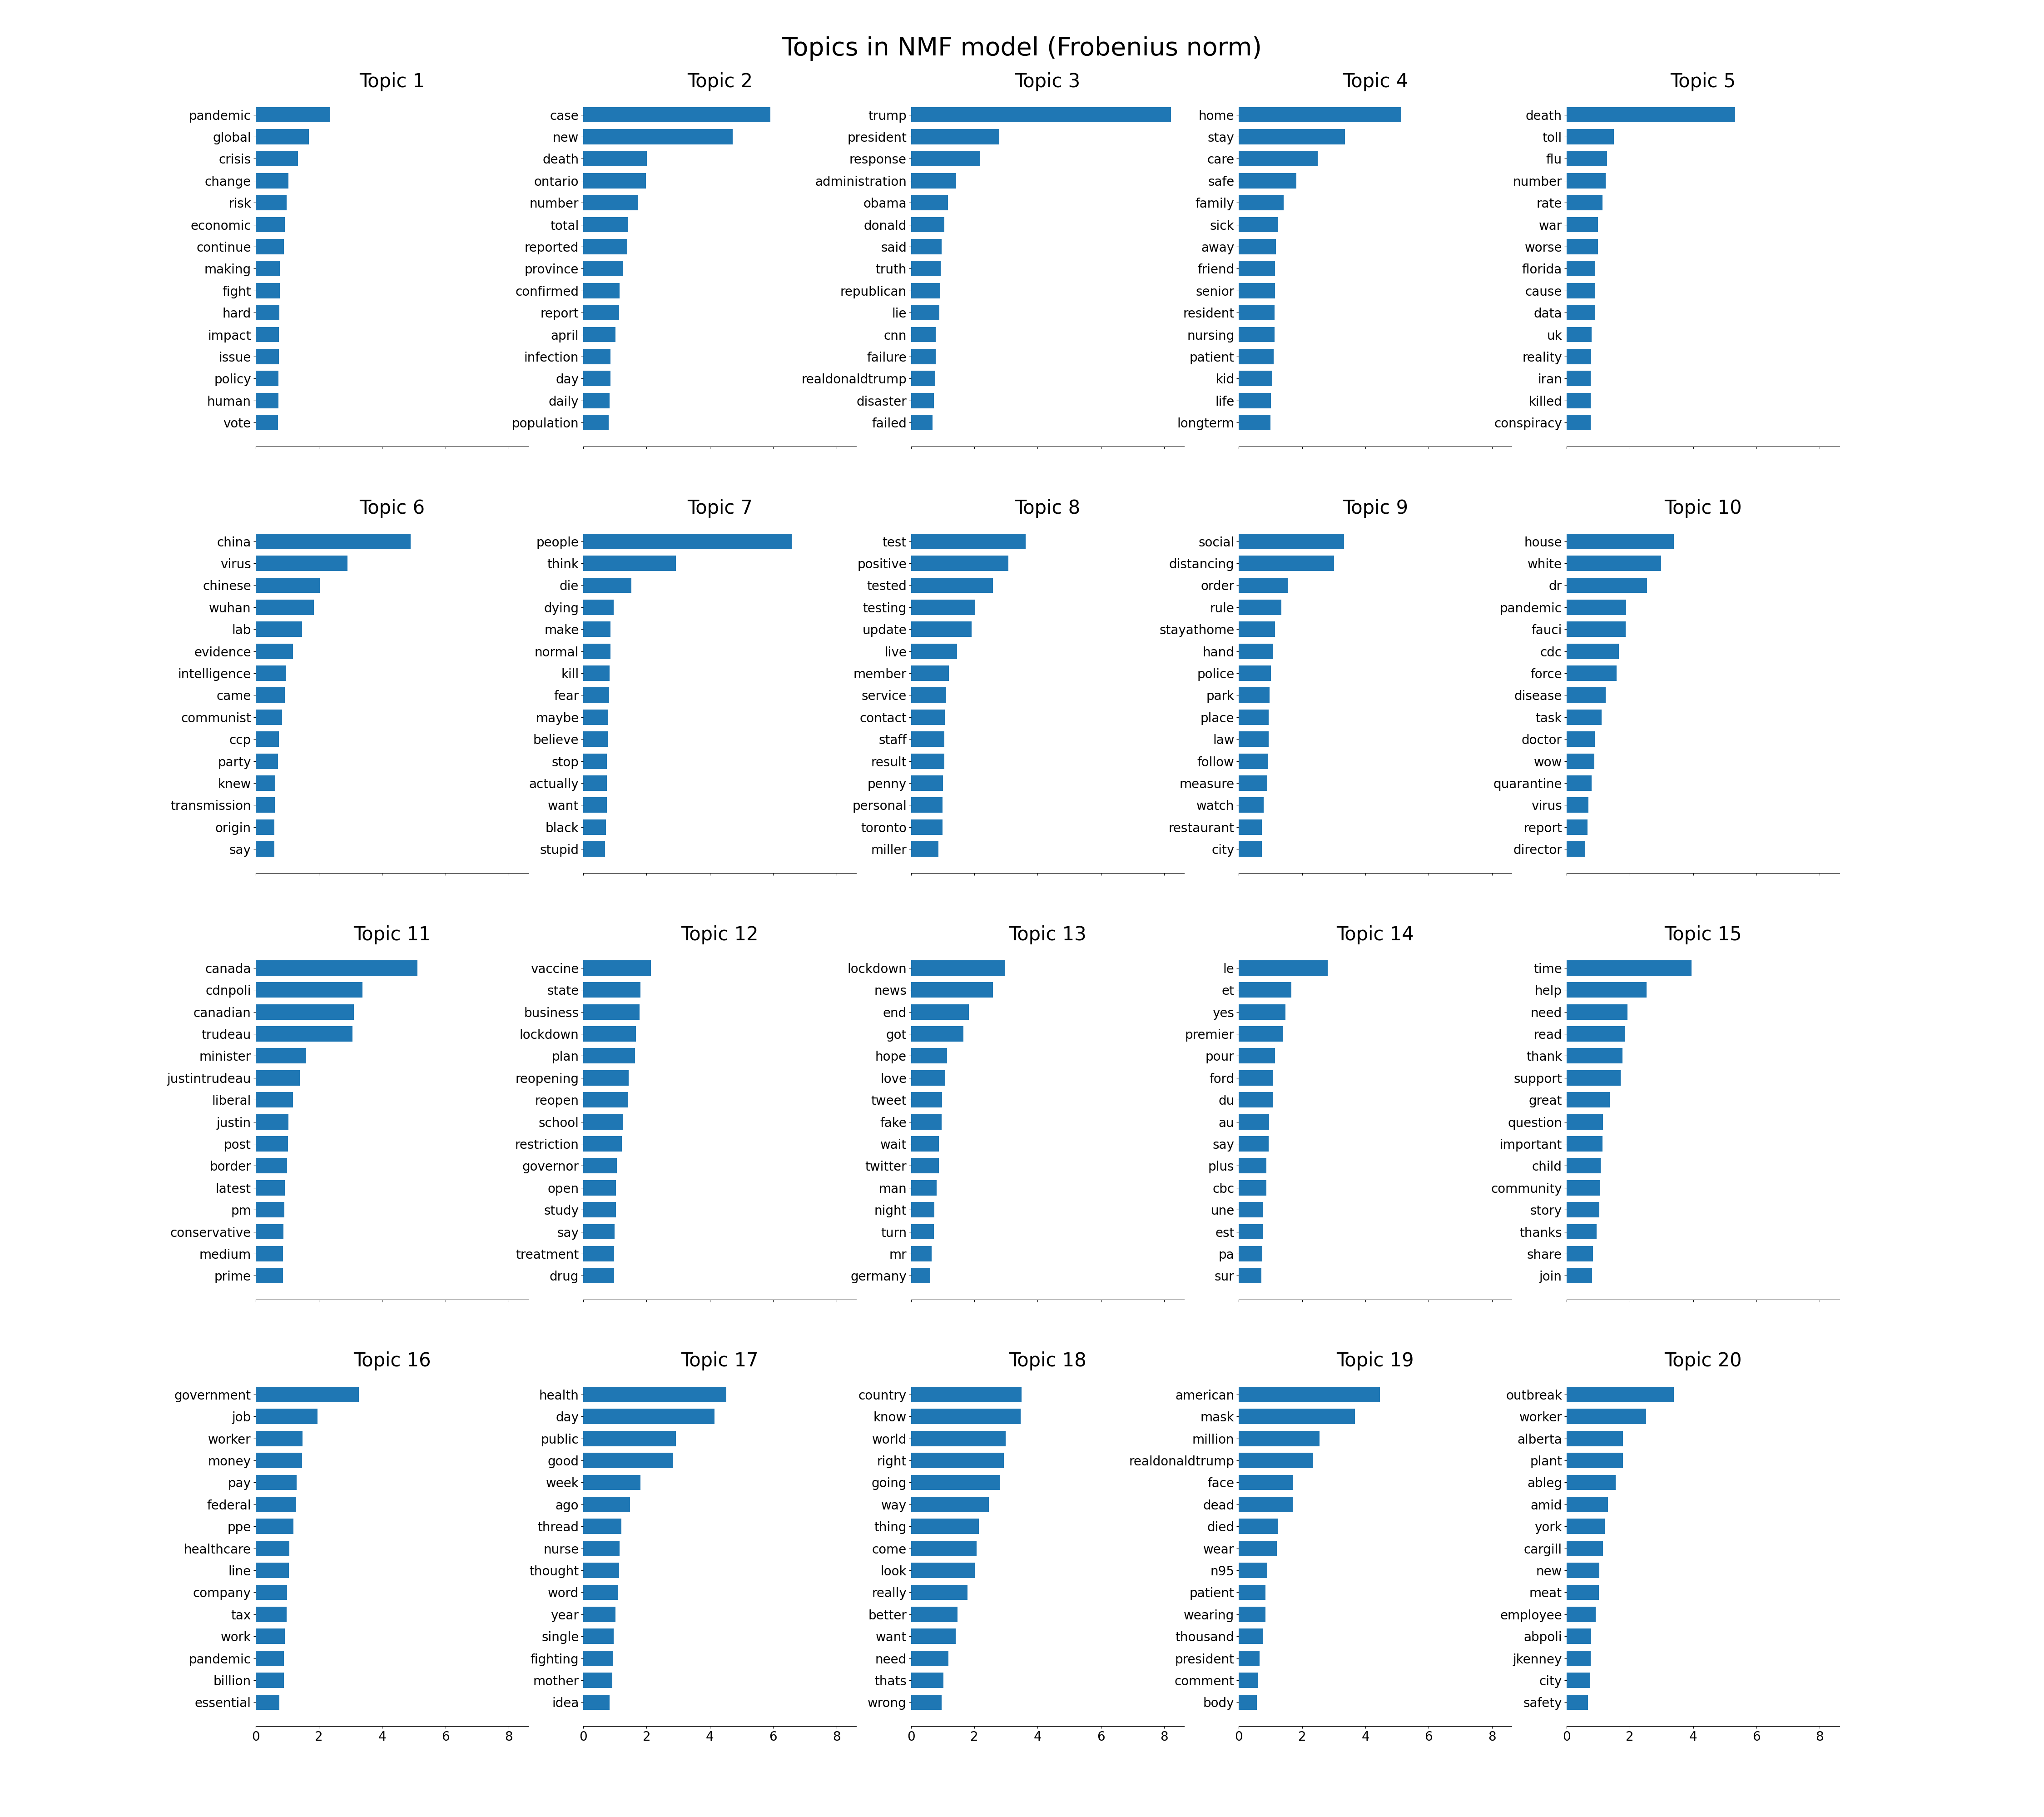 Topics in NMF model (Frobenius norm)
Topic 1
pandemic
global
crisis
change
risk
economic
continue
making
fight
hard
impact
issue
policy
human
vote
Topic 2
case
new
death
ontario
number
total
reported
province
confirmed
report
april
infection
day
daily
population
Topic 3
trump
president
response
administration
obama
donald
said
truth
republican
lie
cnn
failure
realdonaldtrump
disaster
failed
Topic 4
home
stay
care
safe
family
sick
away
friend
senior
resident
nursing
patient
kid
life
longterm
Topic 5
death
toll
flu
number
rate
war
worse
florida
cause
data
uk
reality
iran
killed
conspiracy
Topic 6
china
virus
chinese
wuhan
lab
evidence
intelligence
came
communist
ccp
party
knew
transmission
origin
say
Topic 7
people
think
die
dying
make
normal
kill
fear
maybe
believe
stop
actually
want
black
stupid
Topic 8
test
positive
tested
testing
update
live
member
service
contact
staff
result
penny
personal
toronto
miller
Topic 9
social
distancing
order
rule
stayathome
hand
police
park
place
law
follow
measure
watch
restaurant
city
Topic 10
house
white
dr
pandemic
fauci
cdc
force
disease
task
doctor
wow
quarantine
virus
report
director
Topic 11
canada
cdnpoli
canadian
trudeau
minister
justintrudeau
liberal
justin
post
border
latest
pm
conservative
medium
prime
Topic 12
vaccine
state
business
lockdown
plan
reopening
reopen
school
restriction
governor
open
study
say
treatment
drug
Topic 13
lockdown
news
end
got
hope
love
tweet
fake
wait
twitter
man
night
turn
mr
germany
Topic 14
le
et
yes
premier
pour
ford
du
au
say
plus
cbc
une
est
pa
sur
Topic 15
time
help
need
read
thank
support
great
question
important
child
community
story
thanks
share
join
Topic 16
government
job
worker
money
pay
federal
ppe
healthcare
line
company
tax
work
pandemic
billion
essential
0 2 4 6 8
Topic 17
health
day
public
good
week
ago
thread
nurse
thought
word
year
single
fighting
mother
idea
0 2 4 6 8
Topic 18
country
know
world
right
going
way
thing
come
look
really
better
want
need
thats
wrong
0 2 4 6 8
Topic 19
american
mask
million
realdonaldtrump
face
dead
died
wear
n95
patient
wearing
thousand
president
comment
body
0 2 4 6 8
Topic 20
outbreak
worker
alberta
plant
ableg
amid
york
cargill
new
meat
employee
abpoli
jkenney
city
safety
0 2 4 6 8